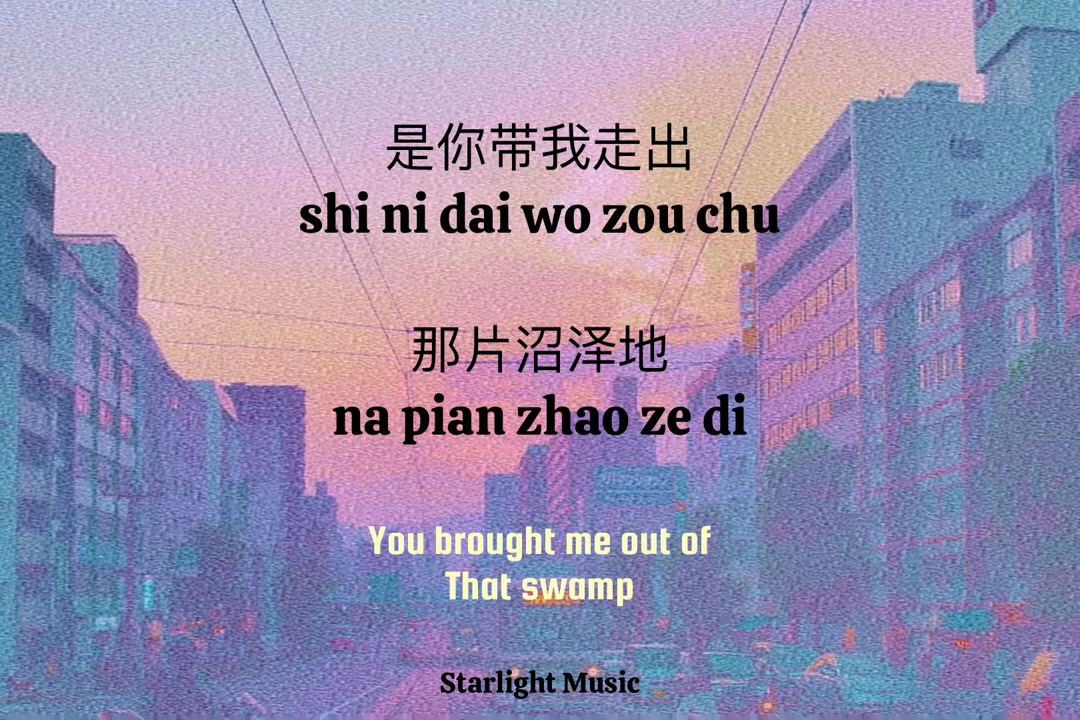 是你带我走出
shi ni dai wo zou chu
那片沼泽地
na pian zhao ze di
You brought me out of
That swamp
Starlight Music